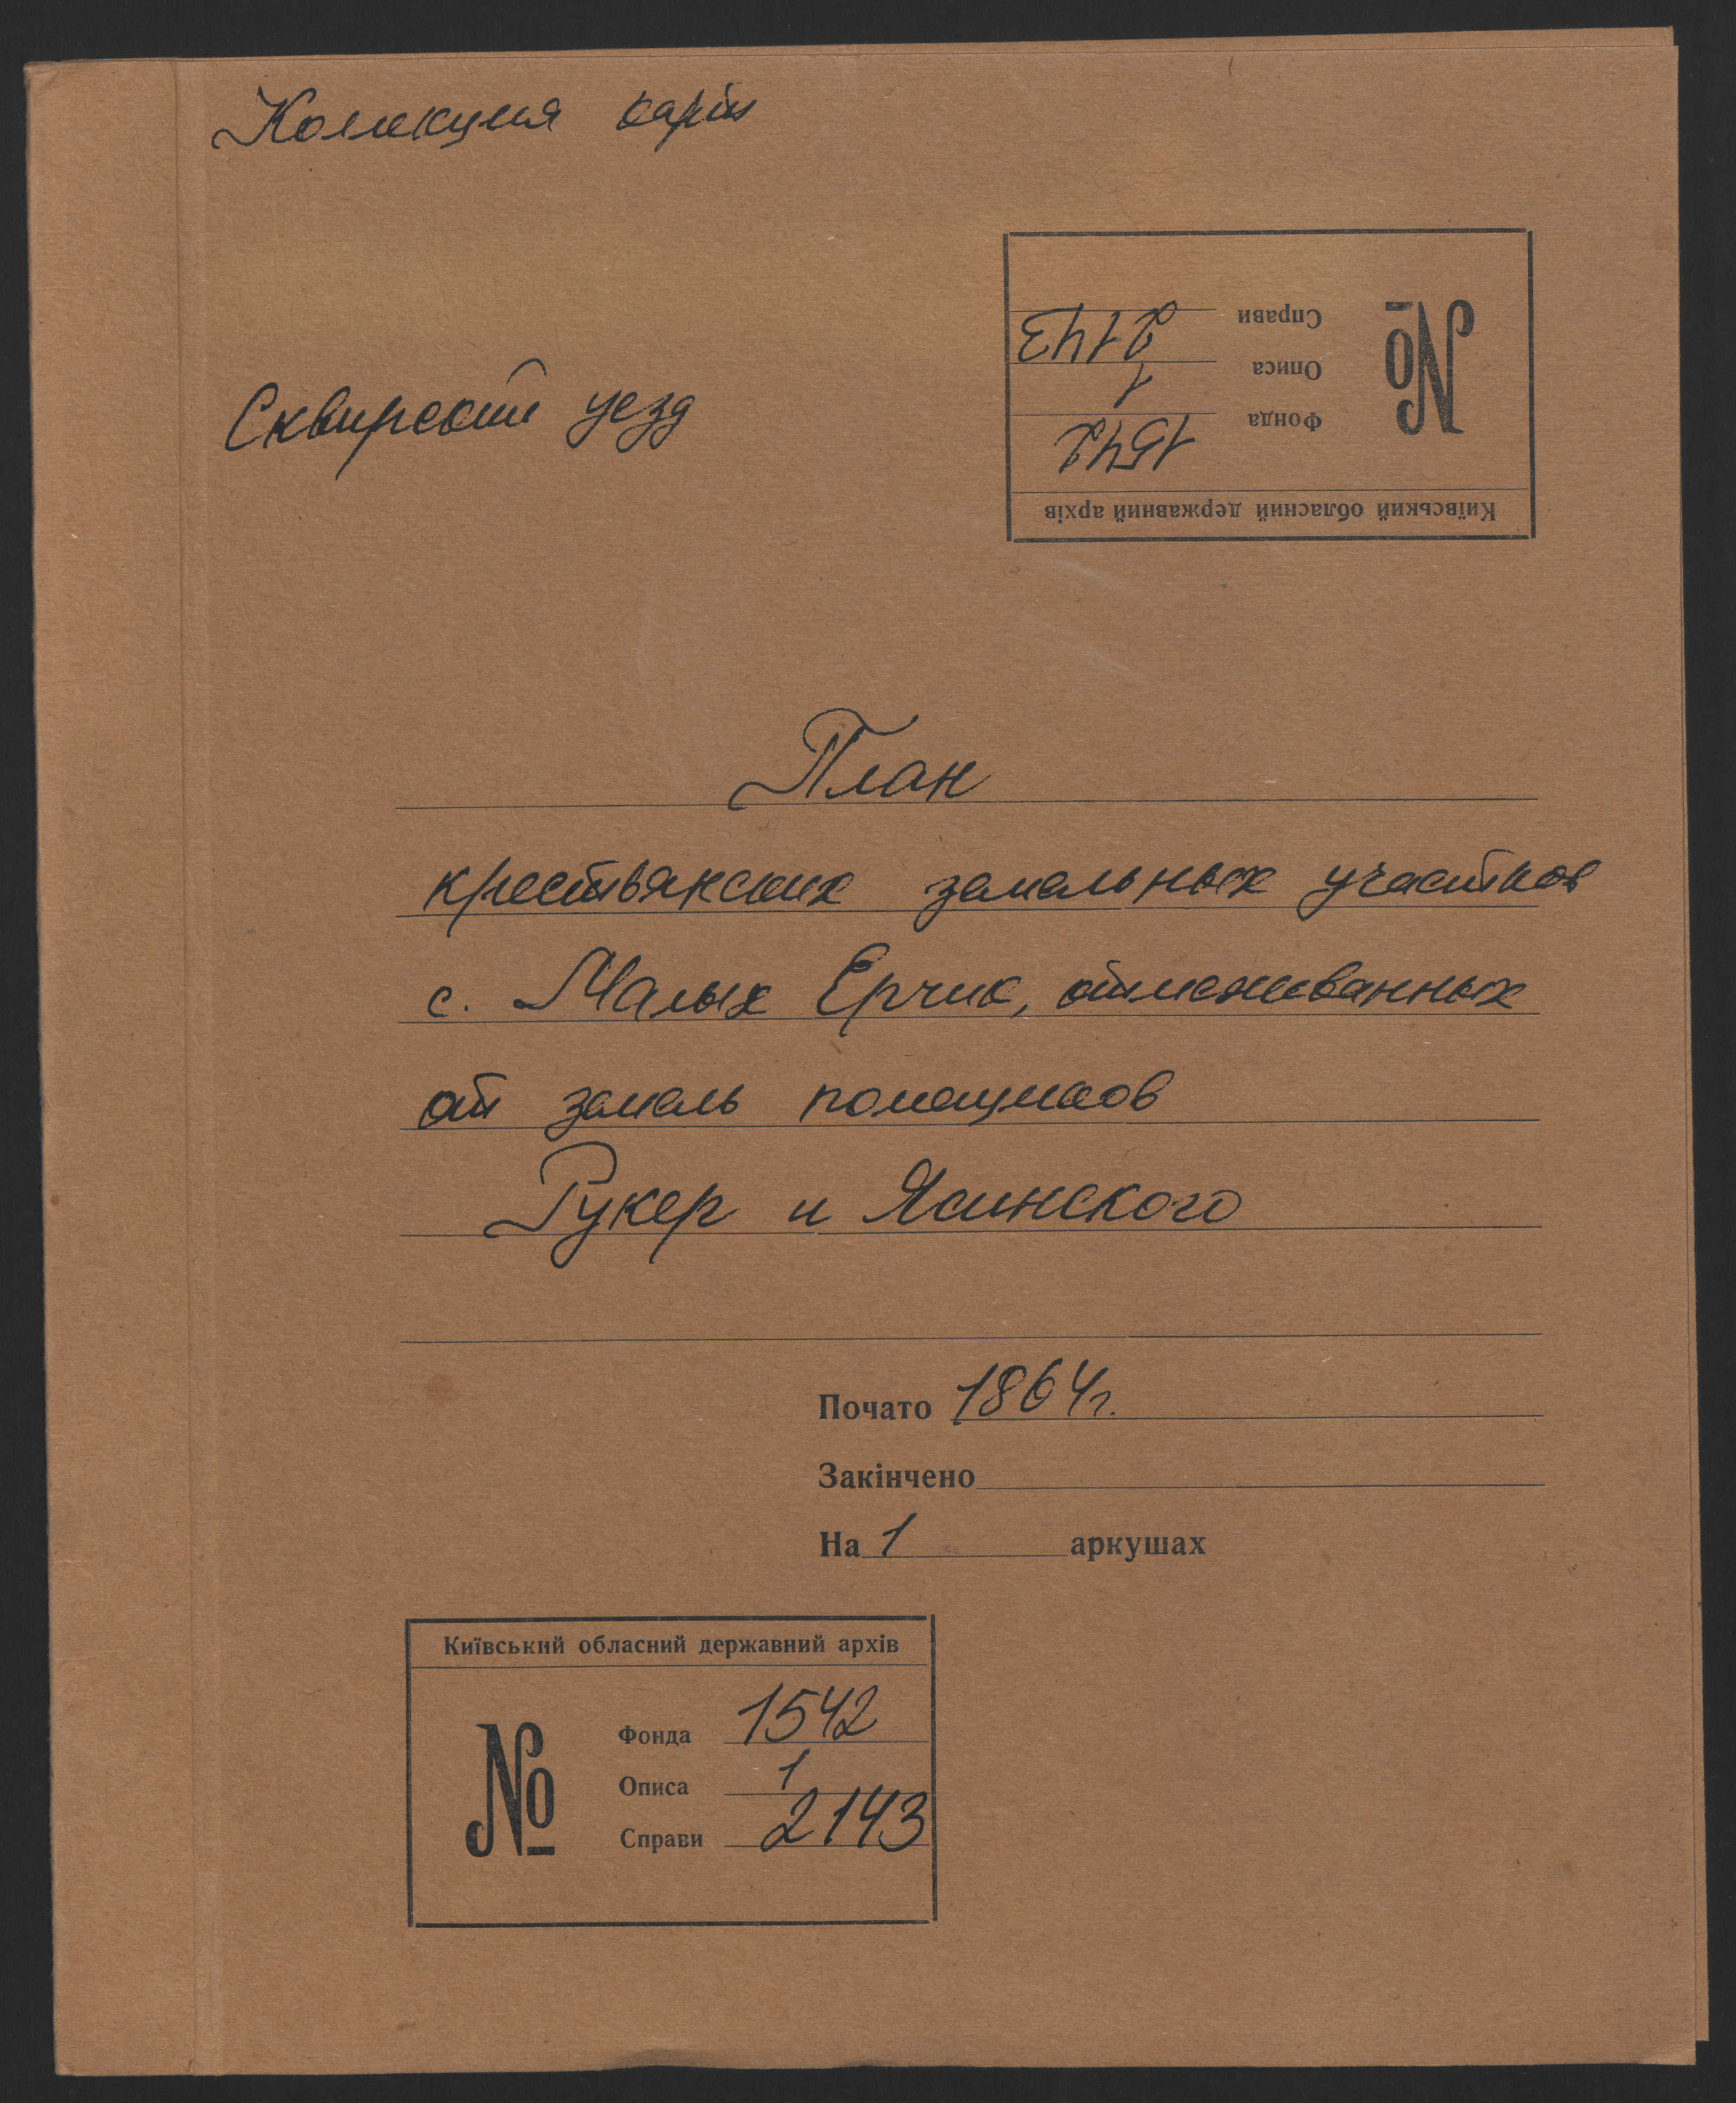 Коллекция карт
Справи 2143
Описа 1
Фонда 1542
№
Київський обласний державний архів
Сквирский уезд
План
крестьянских земельных участков
с. Малых Ерчик, отмежеванных
от земель помещиков
Рукер и Ясинского
Почато 1864г.
Закінчено
На 1 аркушах
Київський обласний державний архів
№
Фонда 1542
Описа 1
Справи 2143